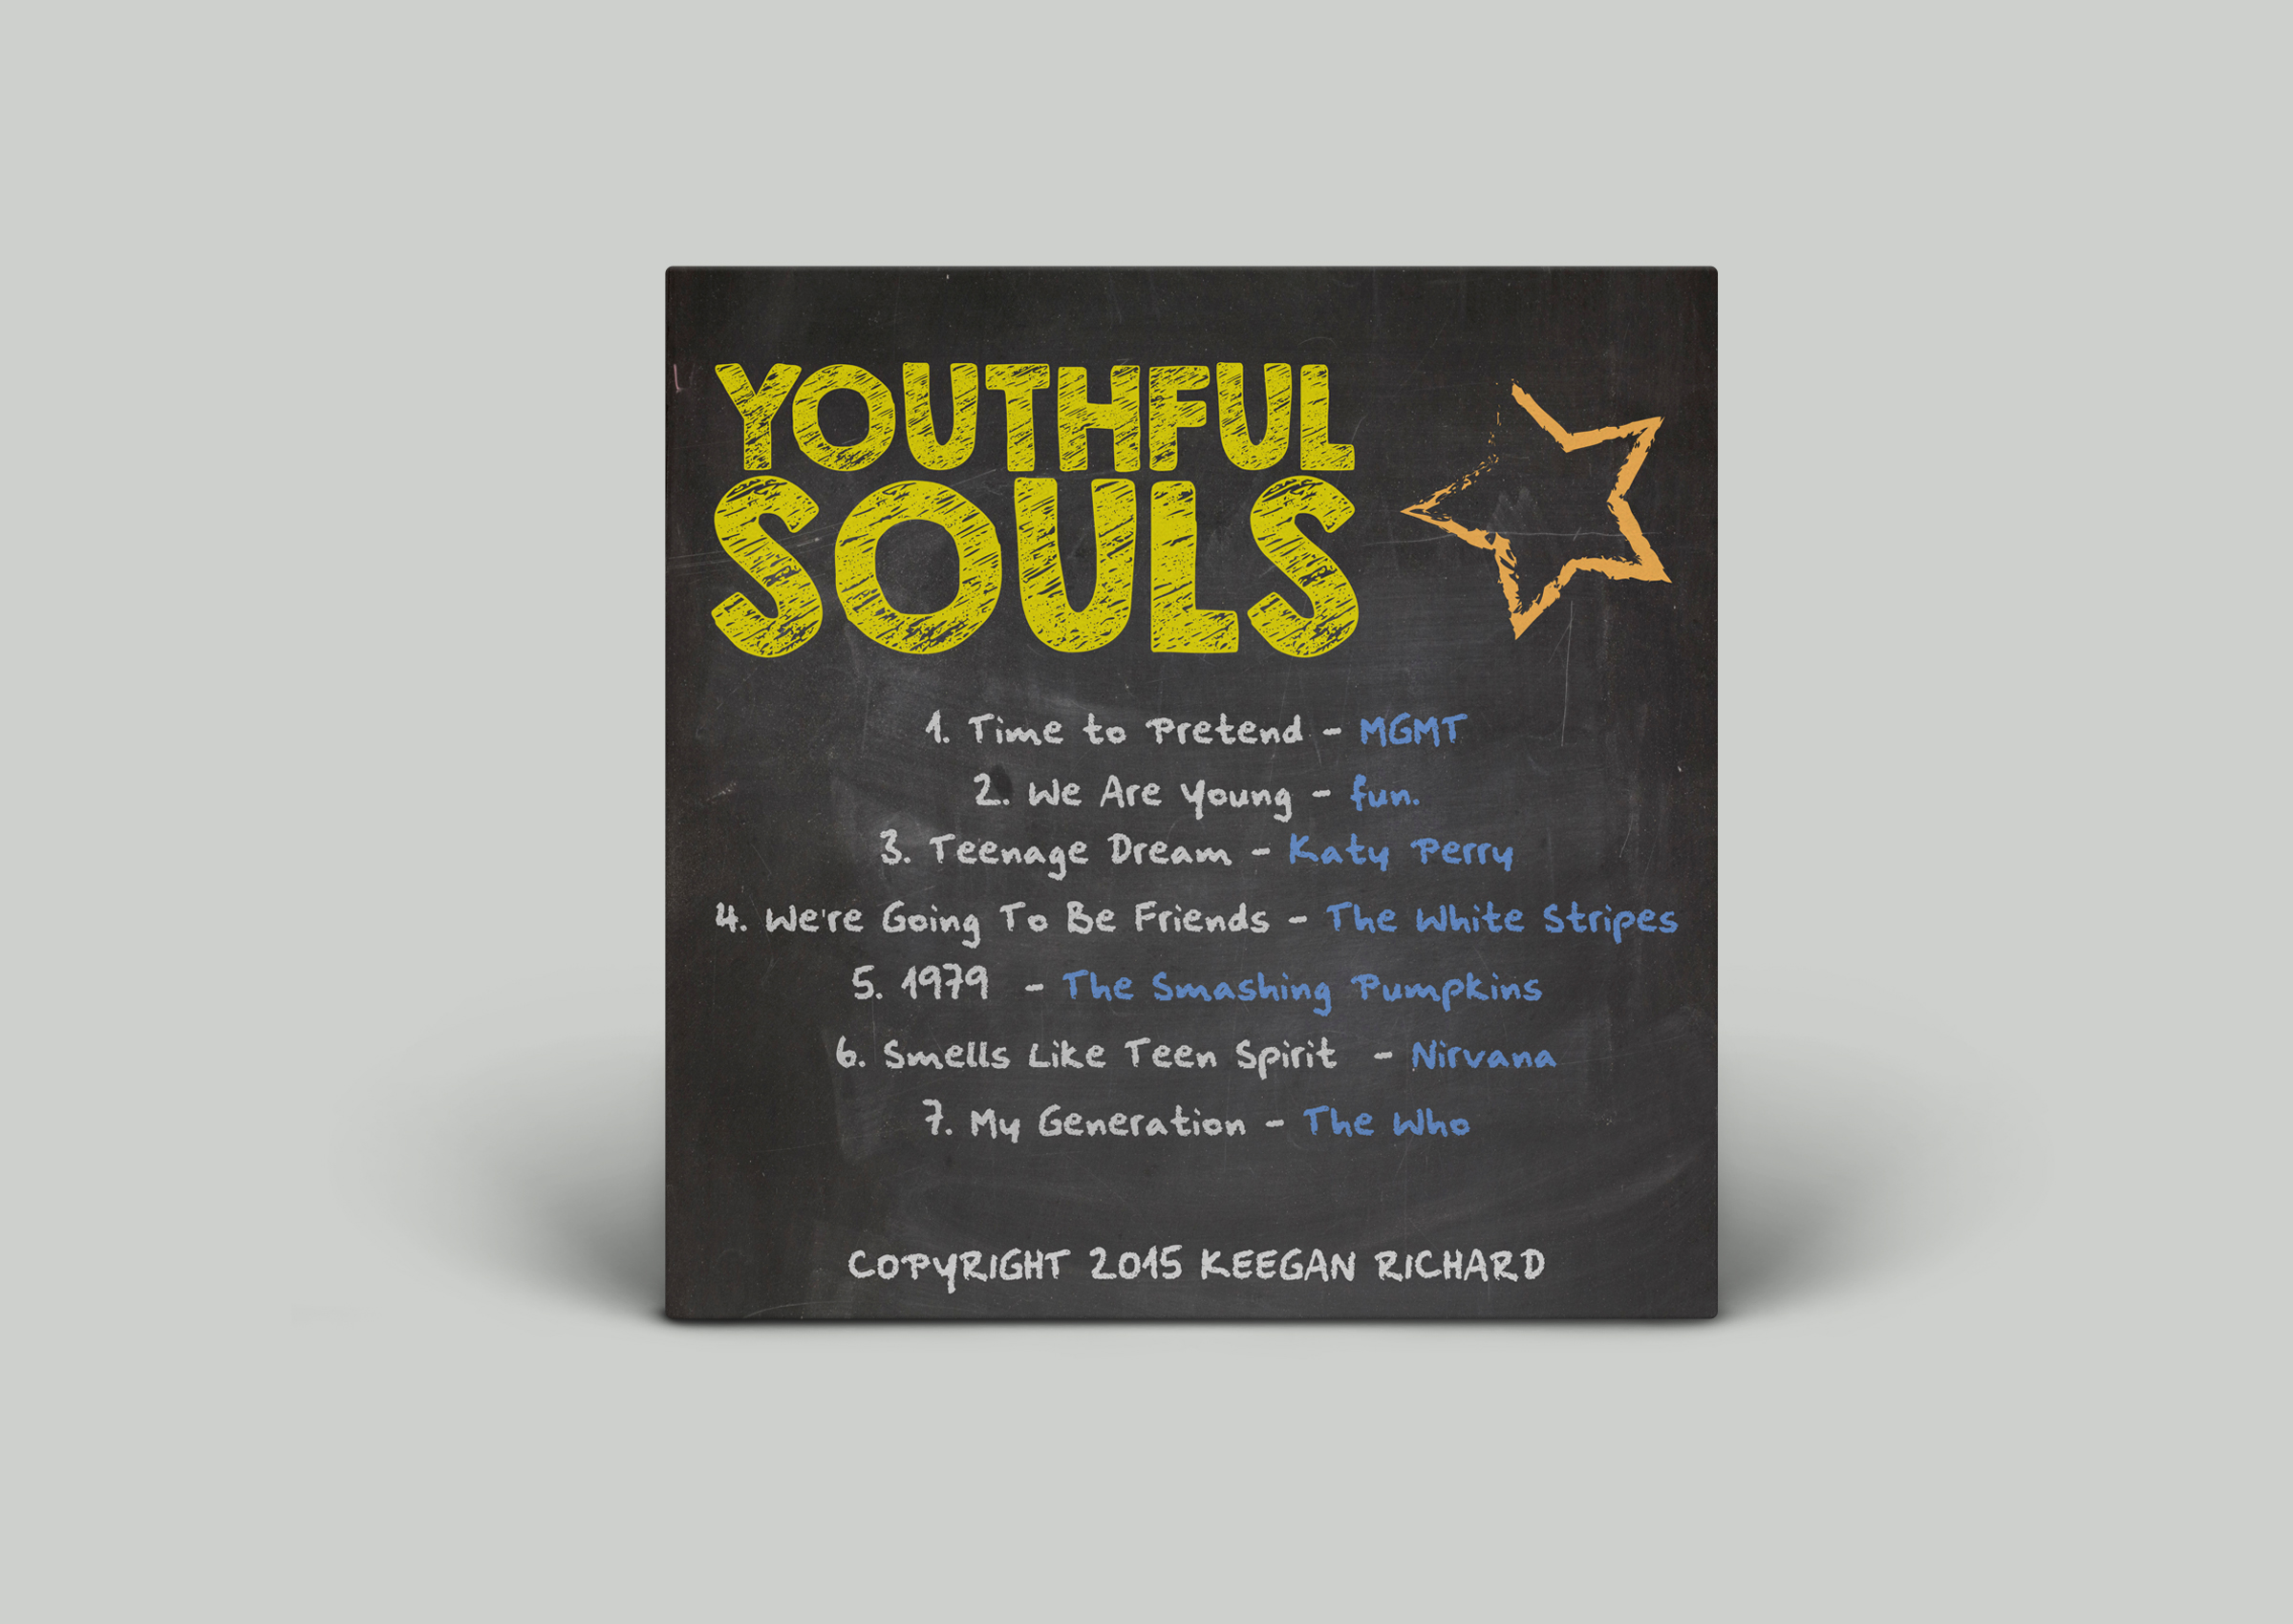 YOUTHFUL
SOULS
1. Time to Pretend - MGMT
2. We Are Young - fun.
3. Teenage Dream - Katy Perry
4. We're Going To Be Friends - The White Stripes
5. 1979 - The Smashing Pumpkins
6. Smells Like Teen Spirit - Nirvana
7. My Generation - The Who
COPYRIGHT 2015 KEEGAN RICHARD